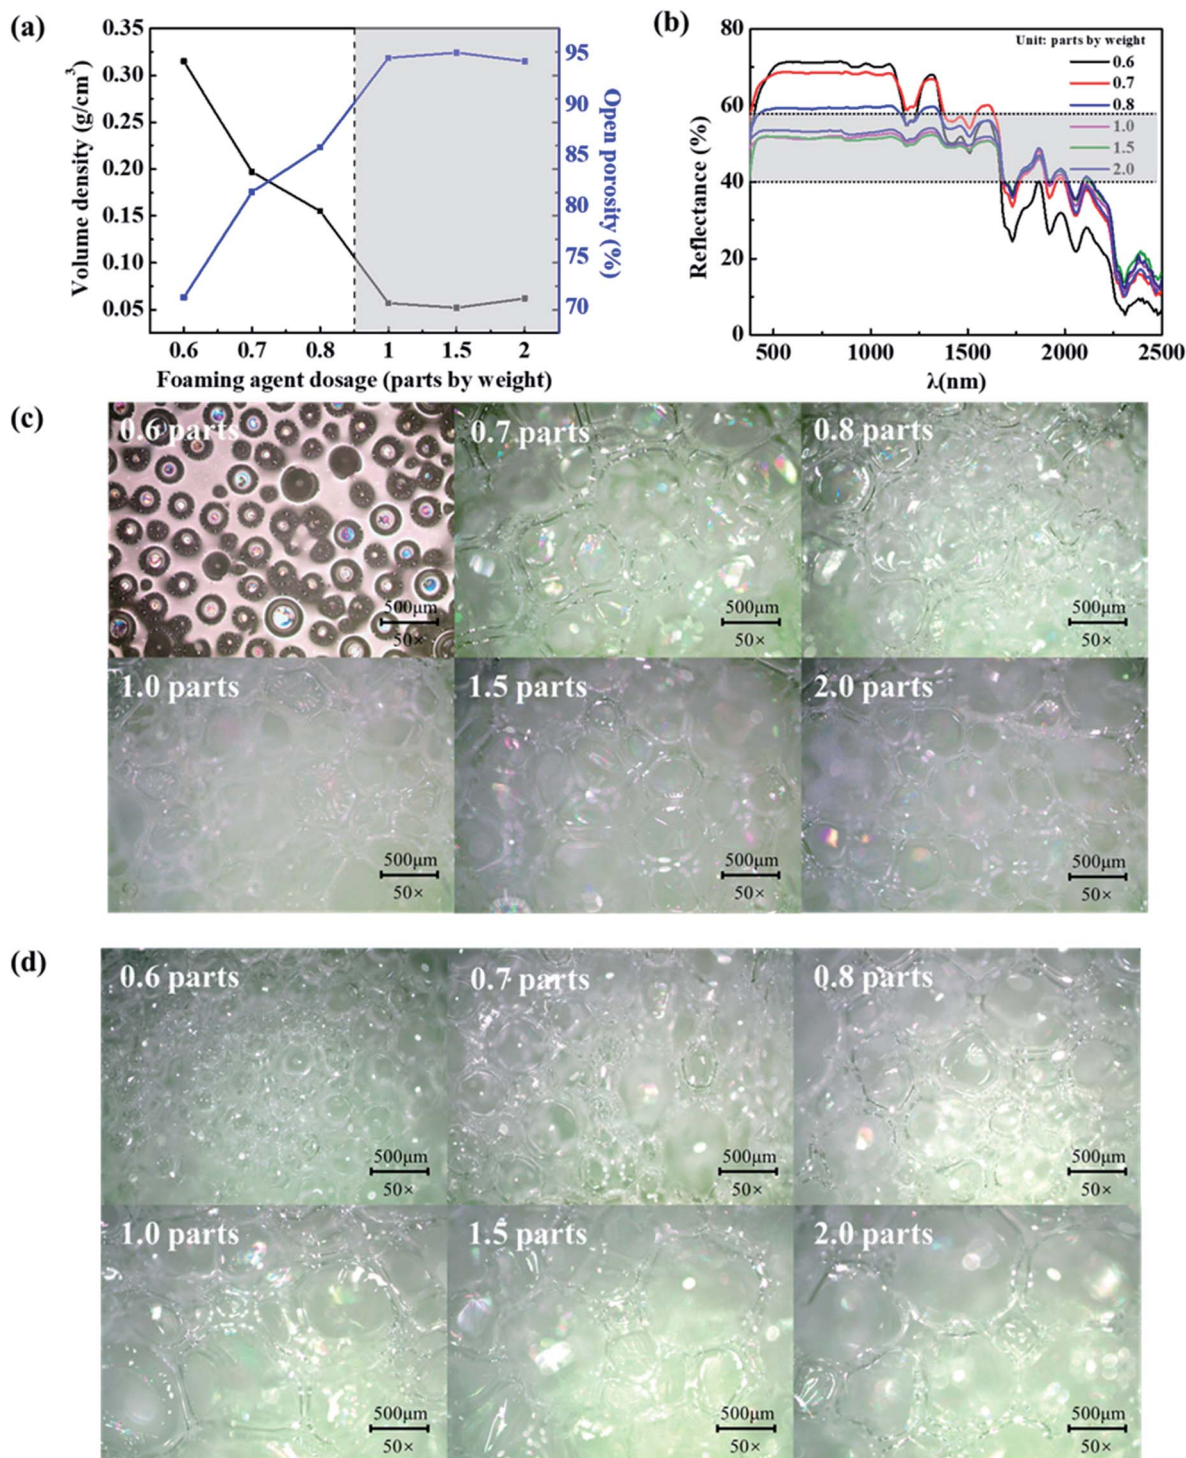 (a)
0.35
0.30
0.25
0.20
0.15
0.10
0.05
Volume density (g/cm³)
95
90
85
80
75
70
Open porosity (%)
0.6 0.7 0.8 1 1.5 2
Foaming agent dosage (parts by weight)
(b)
80
60
40
20
0
Reflectance (%)
Unit: parts by weight
0.6
0.7
0.8
1.0
1.5
2.0
500 1000 1500 2000 2500
λ(nm)
(c)
0.6 parts
500μm
50×
0.7 parts
500μm
50×
0.8 parts
500μm
50×
1.0 parts
500μm
50×
1.5 parts
500μm
50×
2.0 parts
500μm
50×
(d)
0.6 parts
500μm
50×
0.7 parts
500μm
50×
0.8 parts
500μm
50×
1.0 parts
500μm
50×
1.5 parts
500μm
50×
2.0 parts
500μm
50×